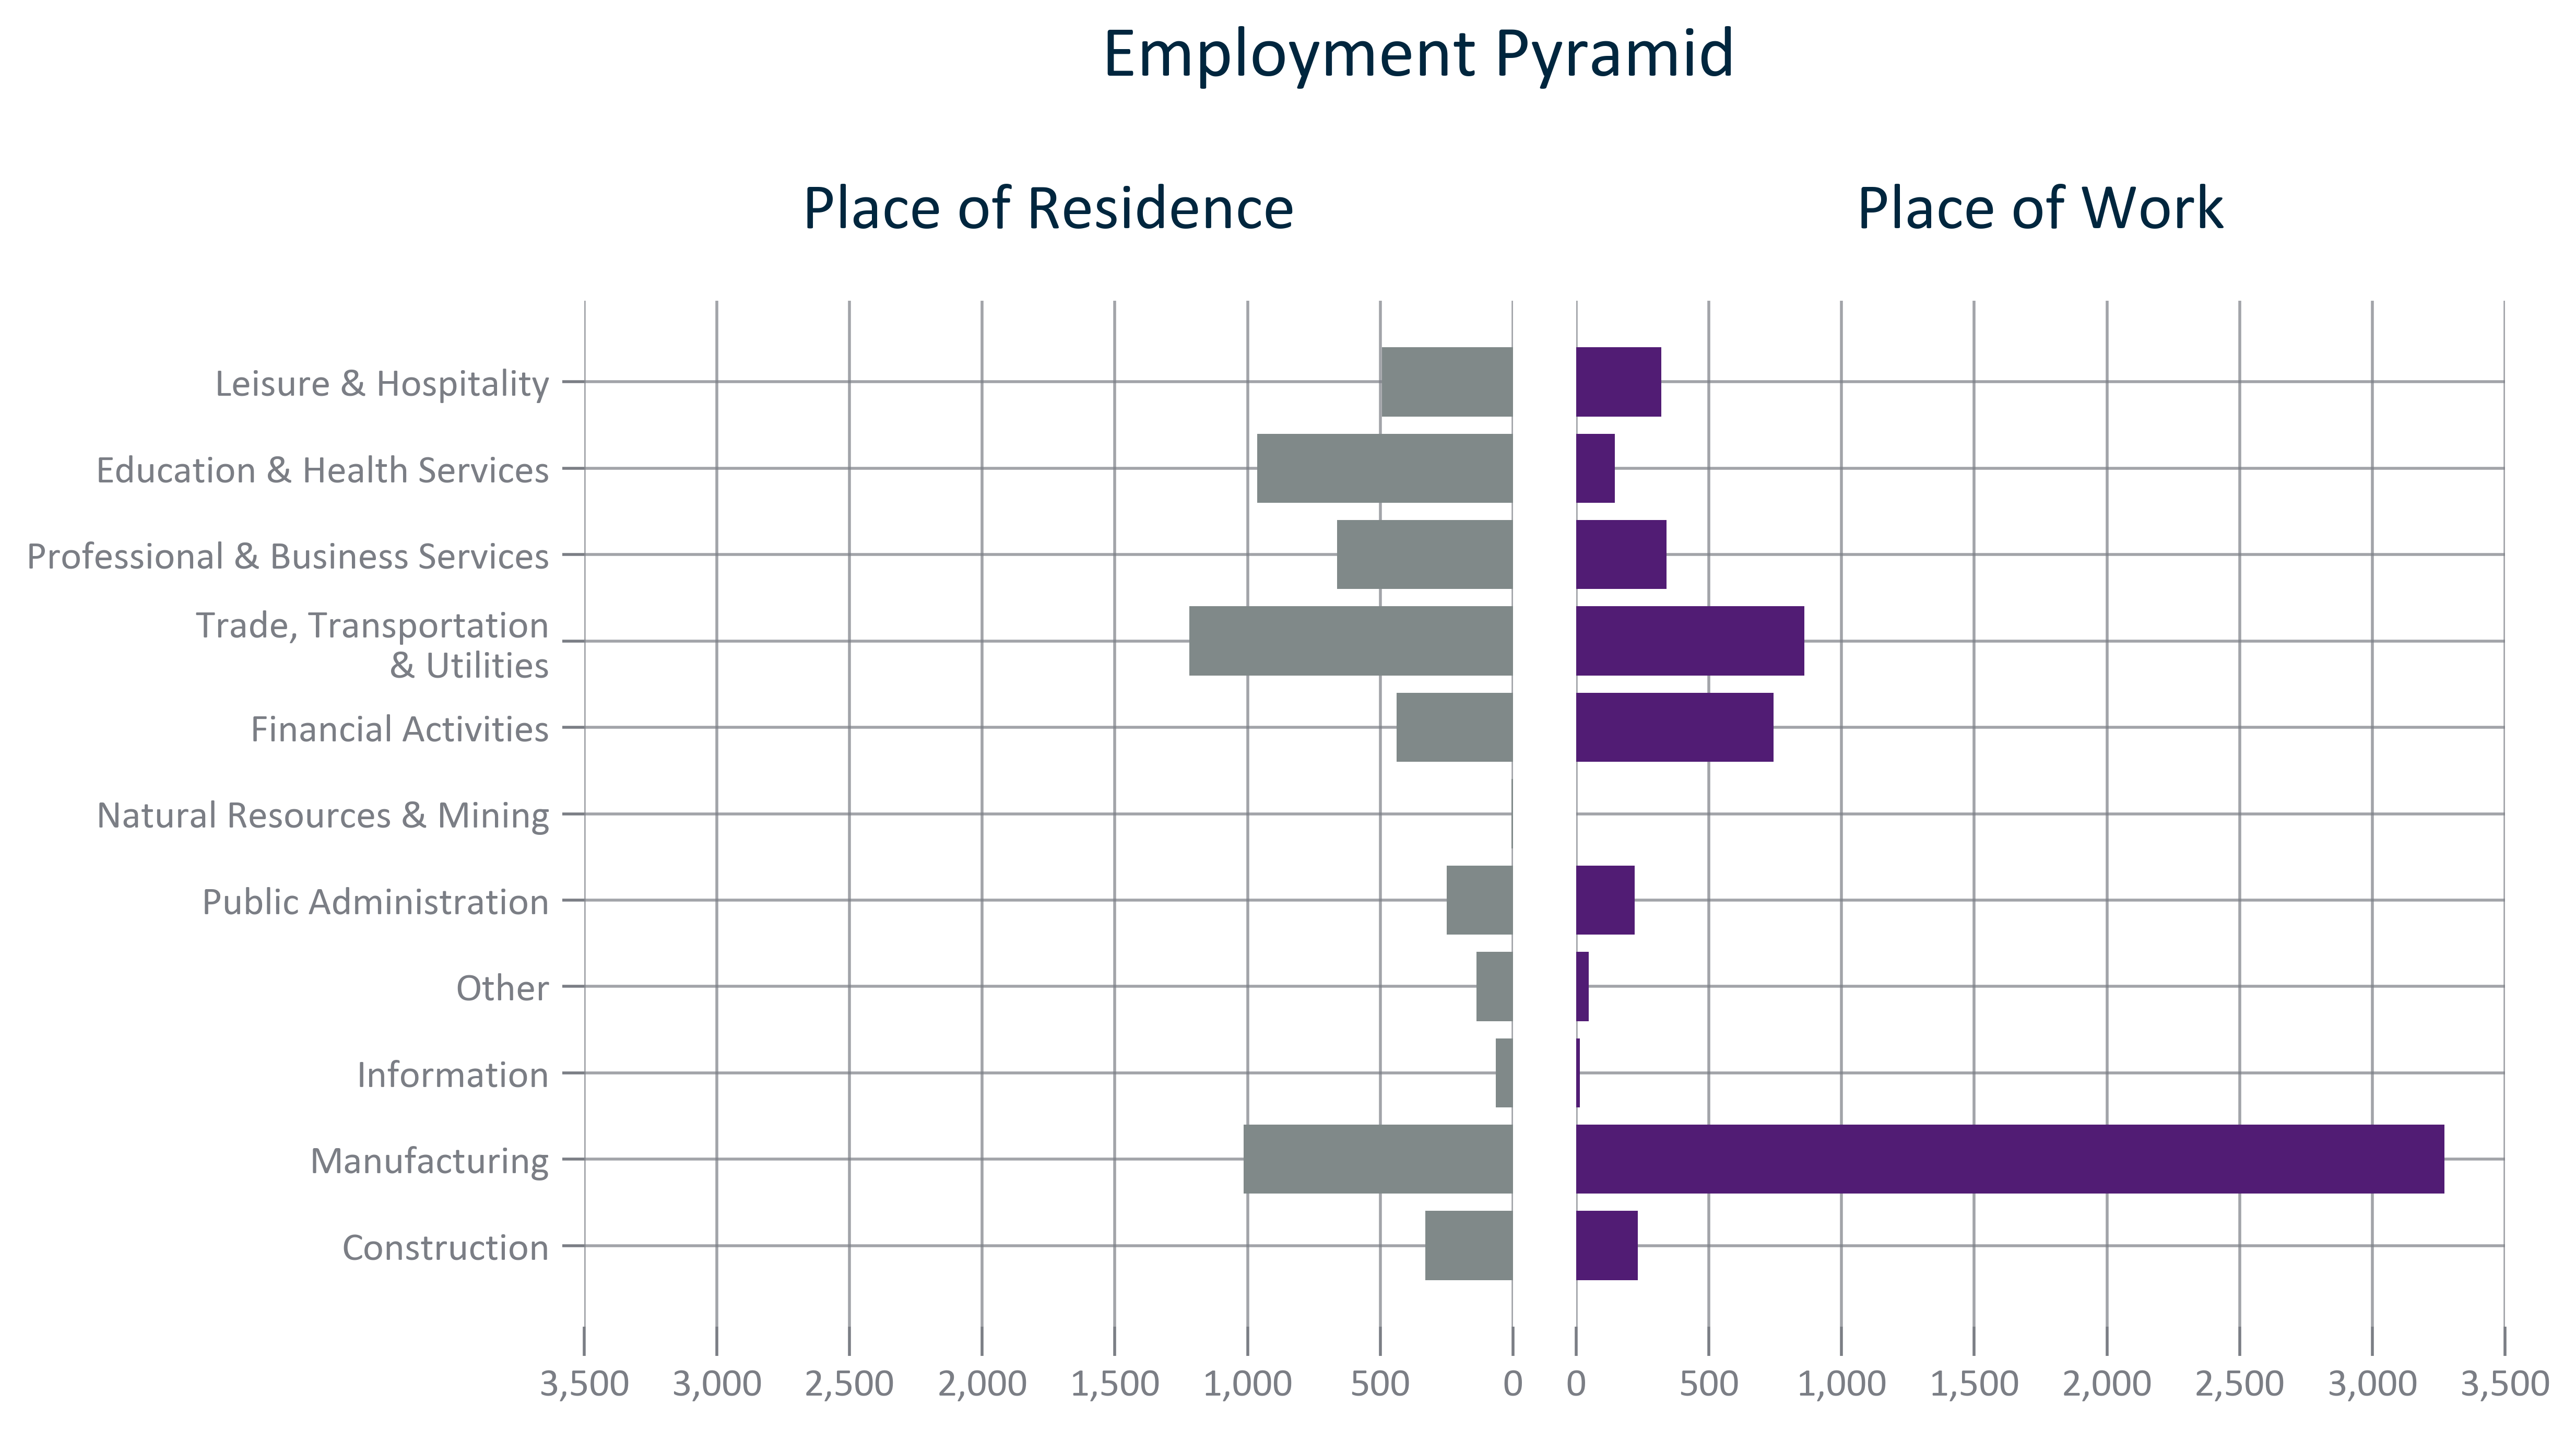 Employment Pyramid
Place of Residence
Place of Work
Leisure & Hospitality
Education & Health Services
Professional & Business Services
Trade, Transportation
& Utilities
Financial Activities
Natural Resources & Mining
Public Administration
Other
Information
Manufacturing
Construction
3,500 3,000 2,500 2,000 1,500 1,000 500 0 0 500 1,000 1,500 2,000 2,500 3,000 3,500